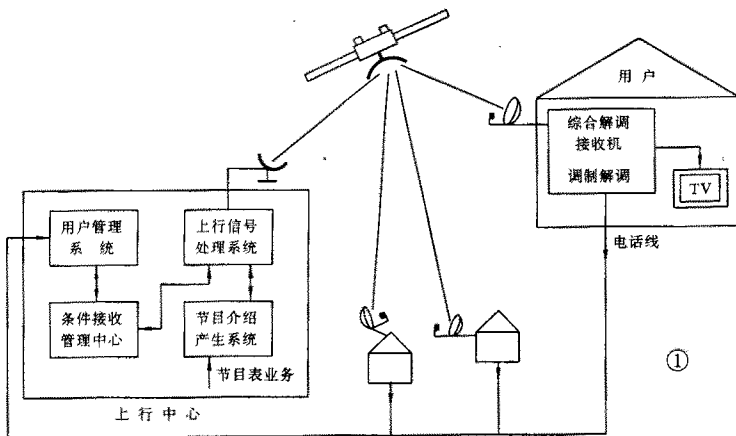 用户
综合解调
接收机
调制解调
TV
电话线
用户管理
系 统
上行信号
处理系统
条件接收
管理中心
节目介绍
产生系统
节目表业务
上行中心
①